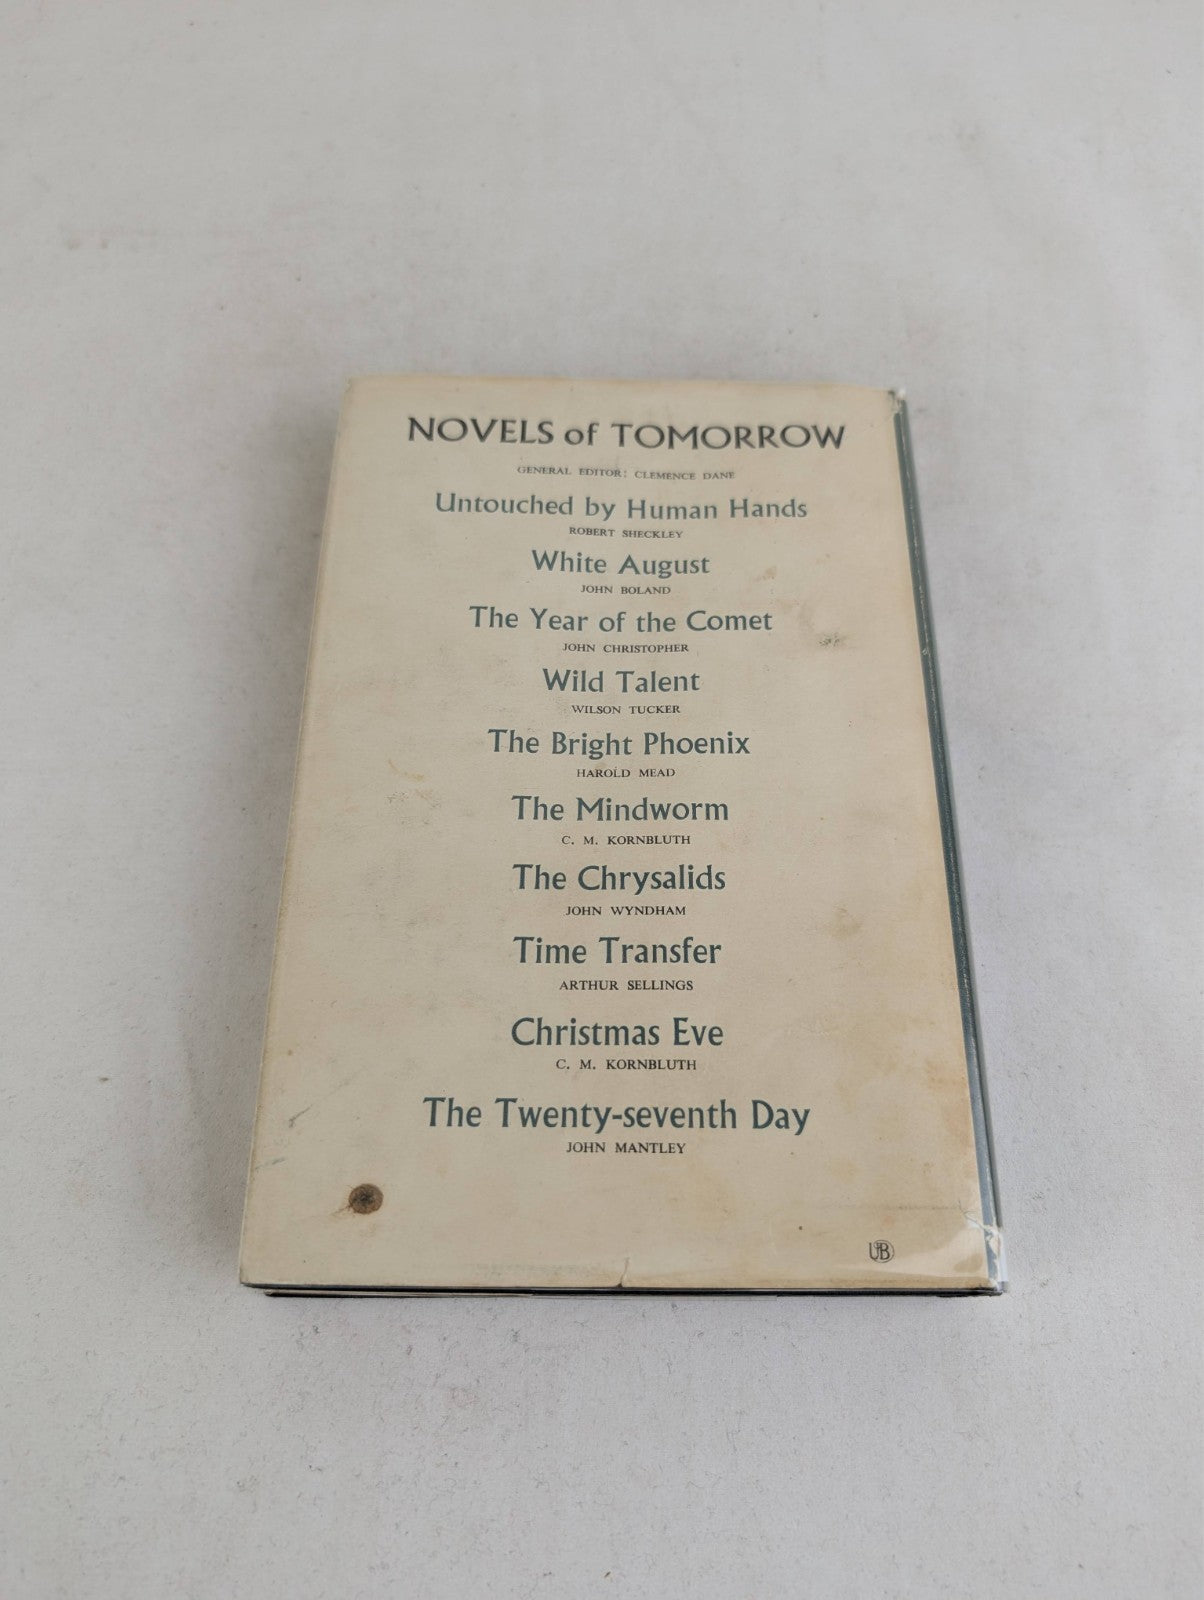 NOVELS of TOMORROW
GENERAL EDITOR: CLEMENCE DANE
Untouched by Human Hands
ROBERT SHECKLEY
White August
JOHN BOLAND
The Year of the Comet
JOHN CHRISTOPHER
Wild Talent
WILSON TUCKER
The Bright Phoenix
HAROLD MEAD
The Mindworm
C. M. KORNBLUTH
The Chrysalids
JOHN WYNDHAM
Time Transfer
ARTHUR SELLINGS
Christmas Eve
C. M. KORNBLUTH
The Twenty-seventh Day
JOHN MANTLEY